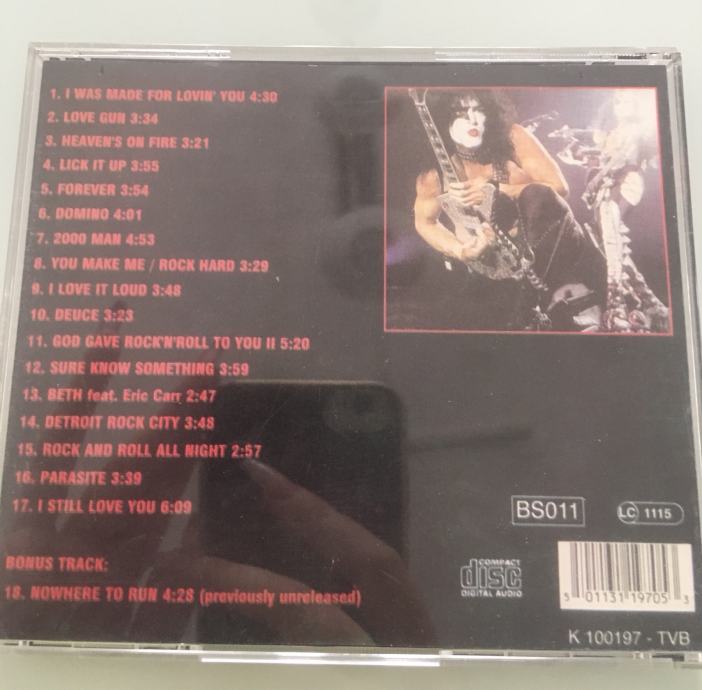 1. I WAS MADE FOR LOVIN' YOU 4:30
2. LOVE GUN 3:34
3. HEAVEN'S ON FIRE 3:21
4. LICK IT UP 3:55
5. FOREVER 3:54
6. DOMINO 4:01
7. 2000 MAN 4:53
8. YOU MAKE ME / ROCK HARD 3:29
9. I LOVE IT LOUD 3:48
10. DEUCE 3:23
11. GOD GAVE ROCK'N'ROLL TO YOU II 5:20
12. SURE KNOW SOMETHING 3:59
13. BETH feat. Eric Carr 2:47
14. DETROIT ROCK CITY 3:48
15. ROCK AND ROLL ALL NIGHT 2:57
16. PARASITE 3:39
17. I STILL LOVE YOU 6:09
BONUS TRACK:
18. NOWHERE TO RUN 4:28 (previously unreleased)
BS011
LC 1115
COMPACT
disc
DIGITAL AUDIO
5 01131 19705 3
K 100197 - TVB